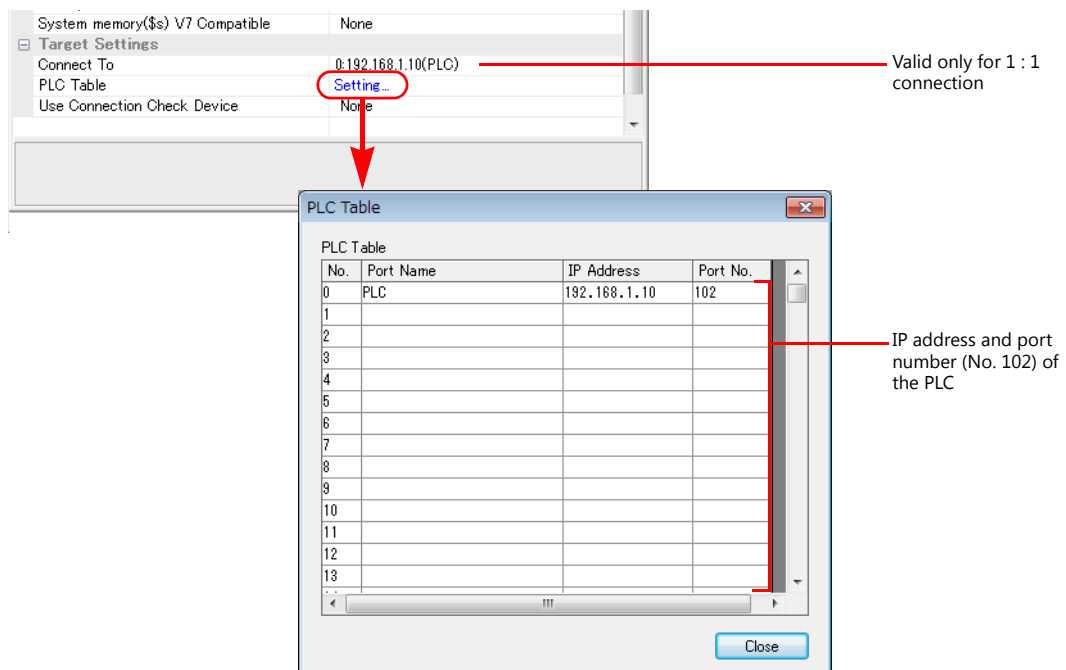 System memory($s) V7 Compatible None
Target Settings
Connect To 0:192.168.1.10(PLC)
PLC Table Setting...
Use Connection Check Device None
Valid only for 1 : 1
connection
PLC Table
PLC Table
No. Port Name IP Address Port No.
0 PLC 192.168.1.10 102
1
2
3
4
5
6
7
8
9
10
11
12
13
IP address and port
number (No. 102) of
the PLC
Close